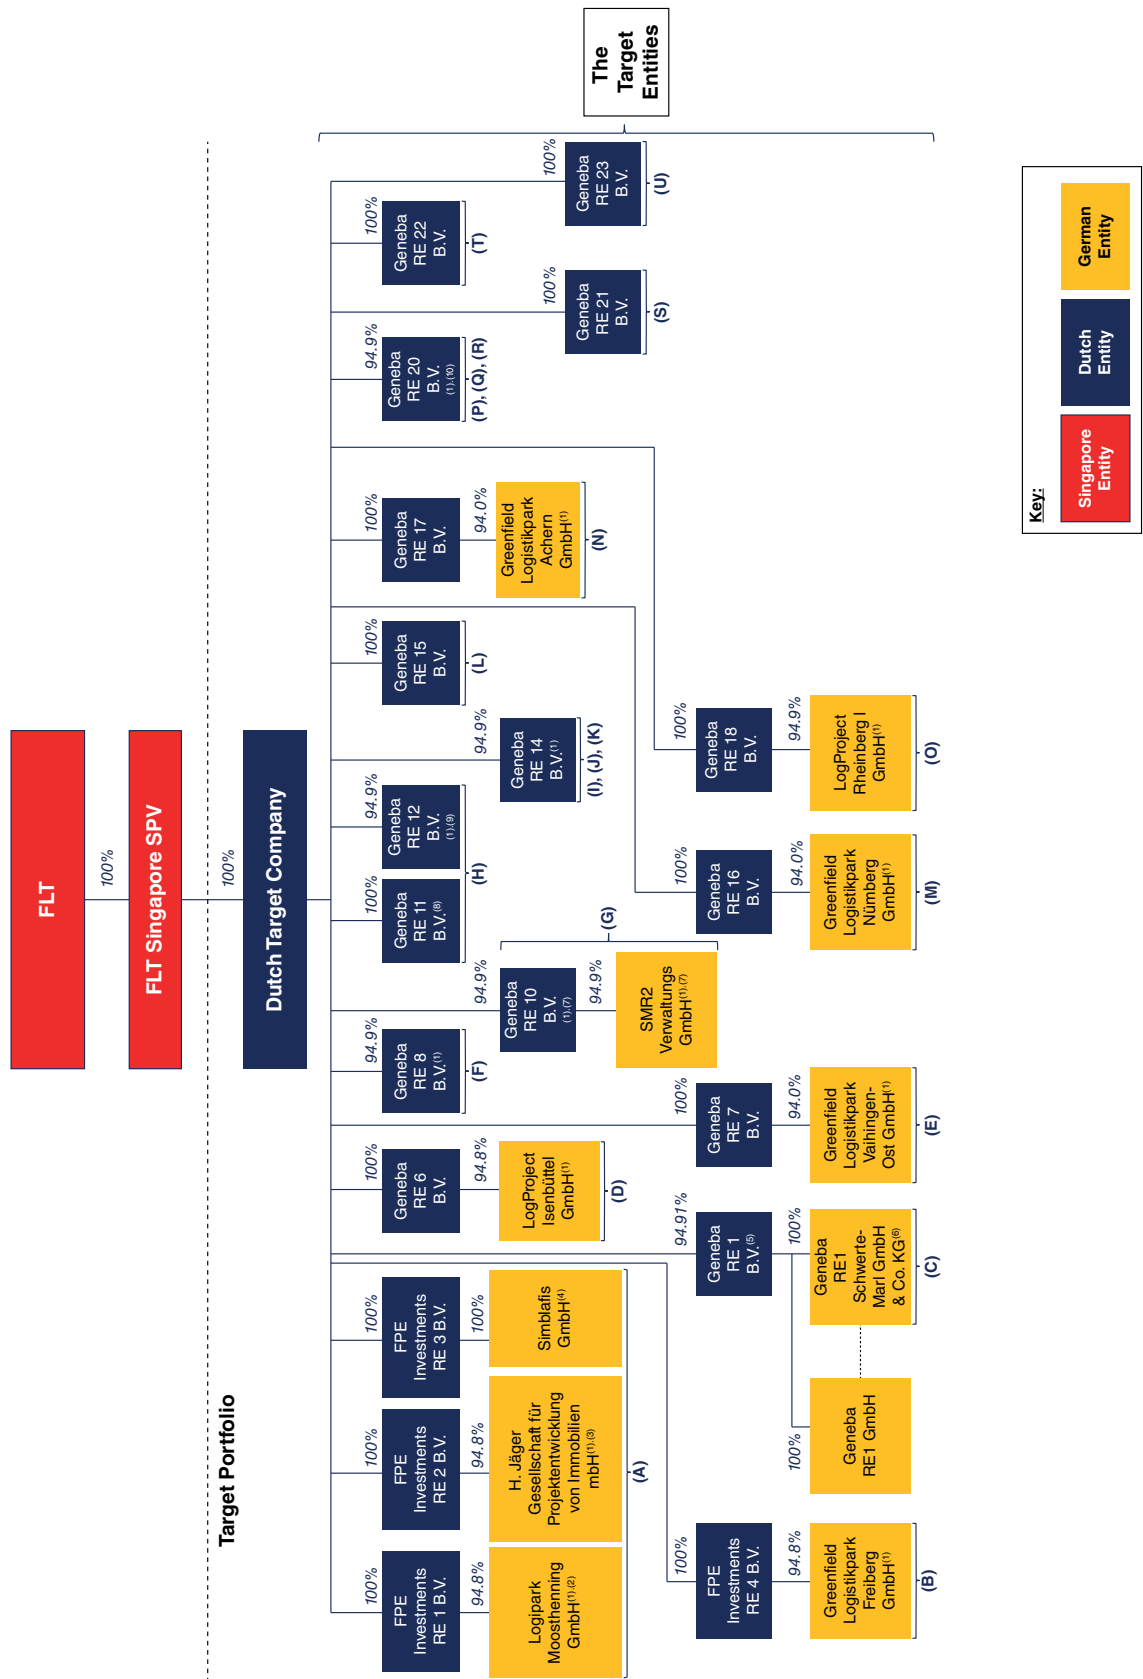 FLT
100%
FLT Singapore SPV
Target Portfolio
100%
Dutch Target Company
100%
FPE
Investments
RE 1 B.V.
94.8%
Logipark
Moosthenning
GmbH(1),(2)
100%
FPE
Investments
RE 2 B.V.
94.8%
H. Jäger
Gesellschaft für
Projektentwicklung
von Immobilien
mbH(1),(3)
100%
FPE
Investments
RE 3 B.V.
100%
Simblafis
GmbH(4)
(A)
100%
FPE
Investments
RE 4 B.V.
94.8%
Greenfield
Logistikpark
Freiberg
GmbH(1)
(B)
94.91%
Geneba
RE 1
B.V.(5)
100%
Geneba
RE1 GmbH
100%
Geneba
RE1
Schwerte-
Marl GmbH
& Co. KG(6)
(C)
100%
Geneba
RE 6
B.V.
94.8%
LogProject
Isenbüttel
GmbH(1)
(D)
100%
Geneba
RE 7
B.V.
94.0%
Greenfield
Logistikpark
Vaihingen-
Ost GmbH(1)
(E)
94.9%
Geneba
RE 8
B.V.(1)
(F)
94.9%
Geneba
RE 10
B.V.
(1),(7)
94.9%
SMR2
Verwaltungs
GmbH(1),(7)
(G)
100%
Geneba
RE 11
B.V.(8)
94.9%
Geneba
RE 12
B.V.
(1),(9)
(H)
94.9%
Geneba
RE 14
B.V.(1)
(I), (J), (K)
100%
Geneba
RE 15
B.V.
(L)
100%
Geneba
RE 16
B.V.
94.0%
Greenfield
Logistikpark
Nürnberg
GmbH(1)
(M)
100%
Geneba
RE 17
B.V.
94.0%
Greenfield
Logistikpark
Achern
GmbH(1)
(N)
100%
Geneba
RE 18
B.V.
94.9%
LogProject
Rheinberg I
GmbH(1)
(O)
94.9%
Geneba
RE 20
B.V.
(1),(10)
(P), (Q), (R)
100%
Geneba
RE 21
B.V.
(S)
100%
Geneba
RE 22
B.V.
(T)
100%
Geneba
RE 23
B.V.
(U)
The
Target
Entities
Key:
Singapore
Entity
Dutch
Entity
German
Entity